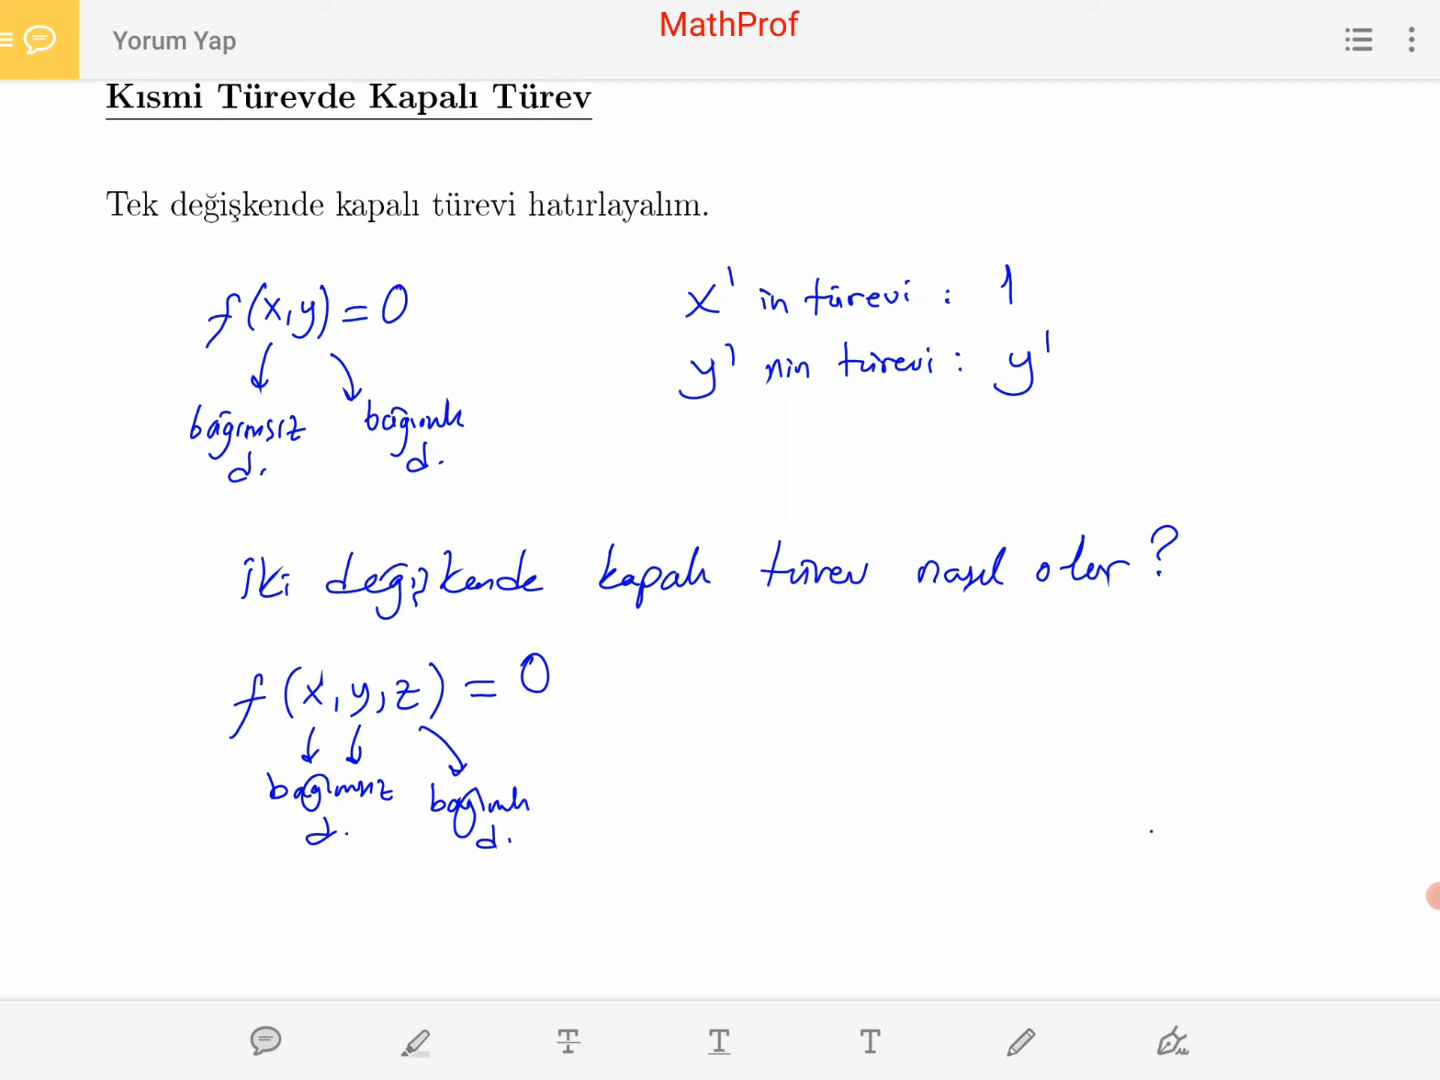 MathProf
Yorum Yap
Kısmi Türevde Kapalı Türev
Tek değişkende kapalı türevi hatırlayalım.
f(x,y) = 0
x' in türevi : 1
y' nin türevi : y'
bağımsız d.
bağımlı d.
iki değişkende kapalı türev nasıl olur?
f(x,y,z) = 0
bağımsız d.
bağımlı d.